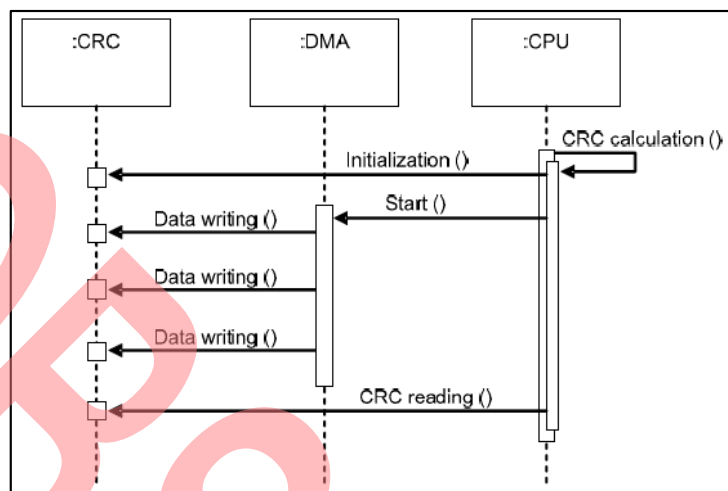 :CRC
:DMA
:CPU
CRC calculation ()
Initialization ()
Start ()
Data writing ()
Data writing ()
Data writing ()
CRC reading ()